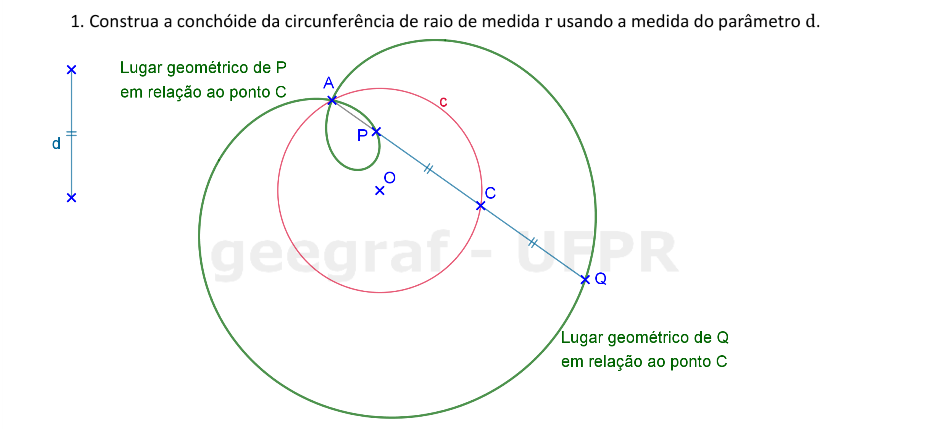 1. Construa a conchóide da circunferência de raio de medida r usando a medida do parâmetro d.
Lugar geométrico de P
em relação ao ponto C
A
c
d
P
O
C
geegraf - UFPR
Q
Lugar geométrico de Q
em relação ao ponto C